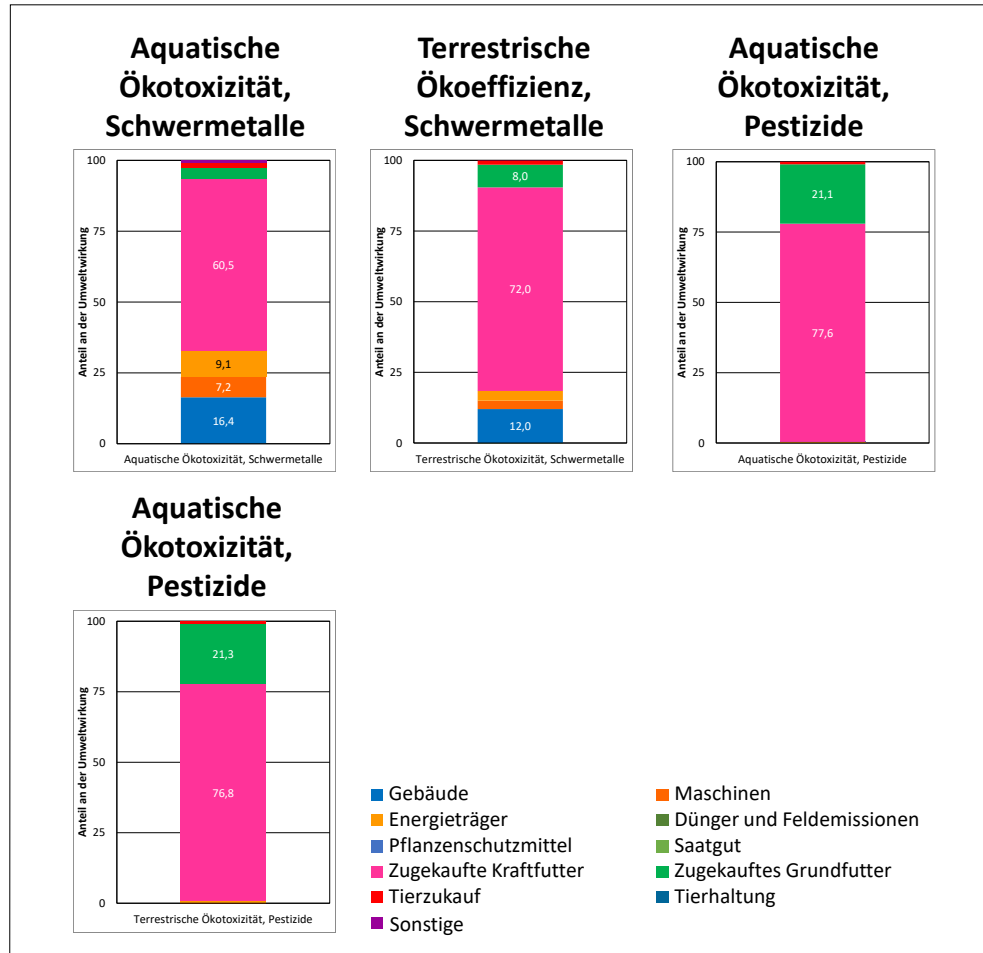 Aquatische
Ökotoxizität,
Schwermetalle
100
75
50
25
0
Anteil an der Umweltwirkung
60,5
9,1
7,2
16,4
Aquatische Ökotoxizität, Schwermetalle
Terrestrische
Ökoeffizienz,
Schwermetalle
100
75
50
25
0
Anteil an der Umweltwirkung
8,0
72,0
12,0
Terrestrische Ökotoxizität, Schwermetalle
Aquatische
Ökotoxizität,
Pestizide
100
75
50
25
0
Anteil an der Umweltwirkung
21,1
77,6
Aquatische Ökotoxizität, Pestizide
Aquatische
Ökotoxizität,
Pestizide
100
75
50
25
0
Anteil an der Umweltwirkung
21,3
76,8
Terrestrische Ökotoxizität, Pestizide
Gebäude
Maschinen
Energieträger
Dünger und Feldemissionen
Pflanzenschutzmittel
Saatgut
Zugekaufte Kraftfutter
Zugekauftes Grundfutter
Tierzukauf
Tierhaltung
Sonstige